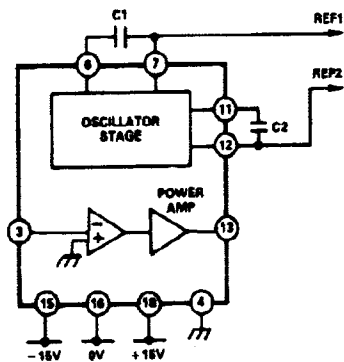 C1
REF1
6
7
REF2
OSCILLATOR
STAGE
11
C2
12
POWER
AMP
3
−
+
13
15
16
18
4
−15V
0V
+15V